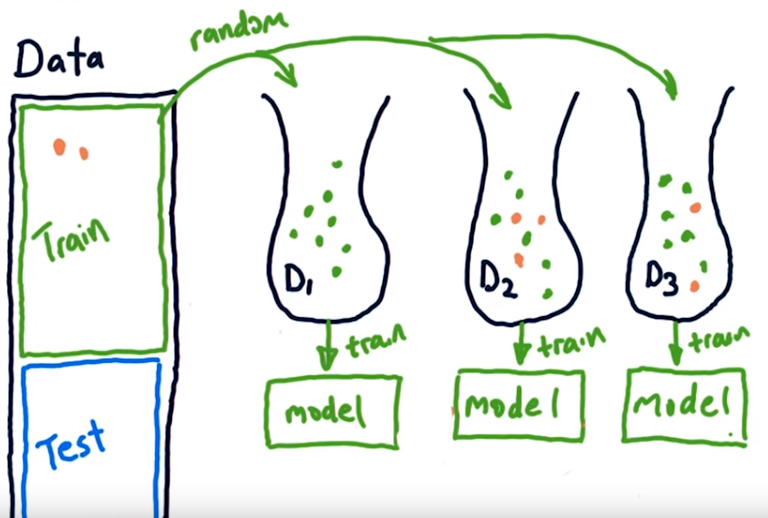 random
Data
Train
Test
D1
D2
D3
train
train
train
model
model
model